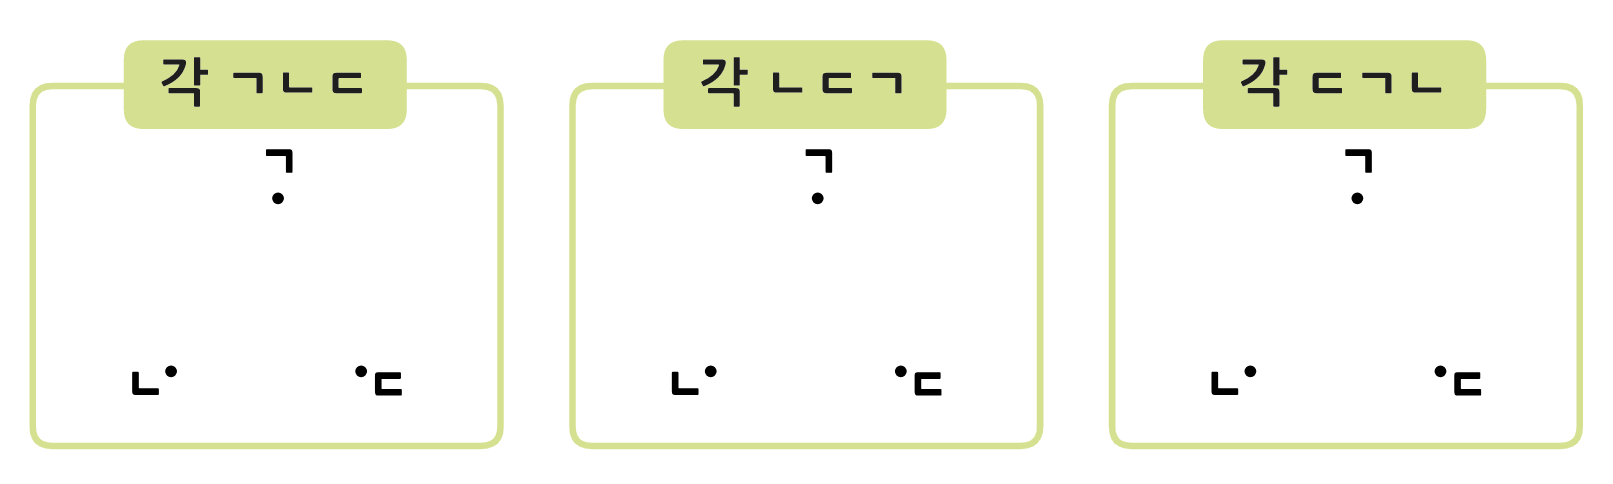 각 ㄱㄴㄷ
ㄱ
ㄴ ㄷ
각 ㄴㄷㄱ
ㄱ
ㄴ ㄷ
각 ㄷㄱㄴ
ㄱ
ㄴ ㄷ